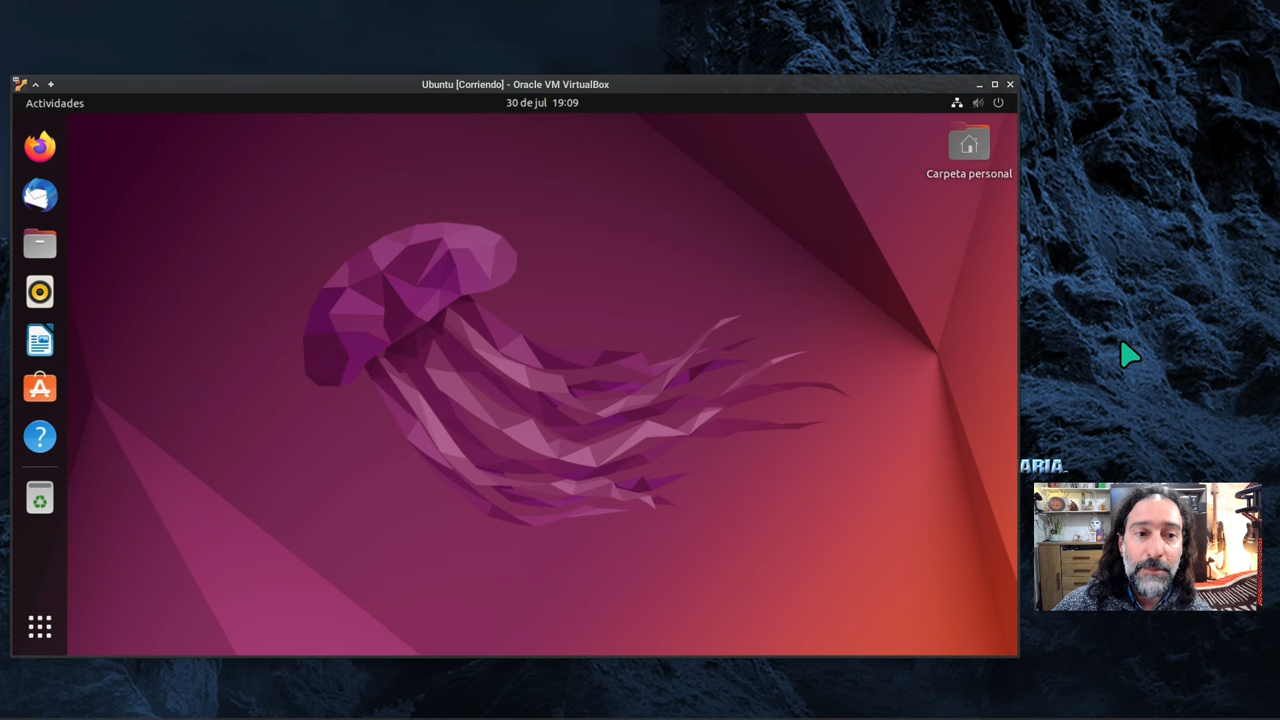 Ubuntu [Corriendo] - Oracle VM VirtualBox
Actividades
30 de jul 19:09
Carpeta personal
ARIA